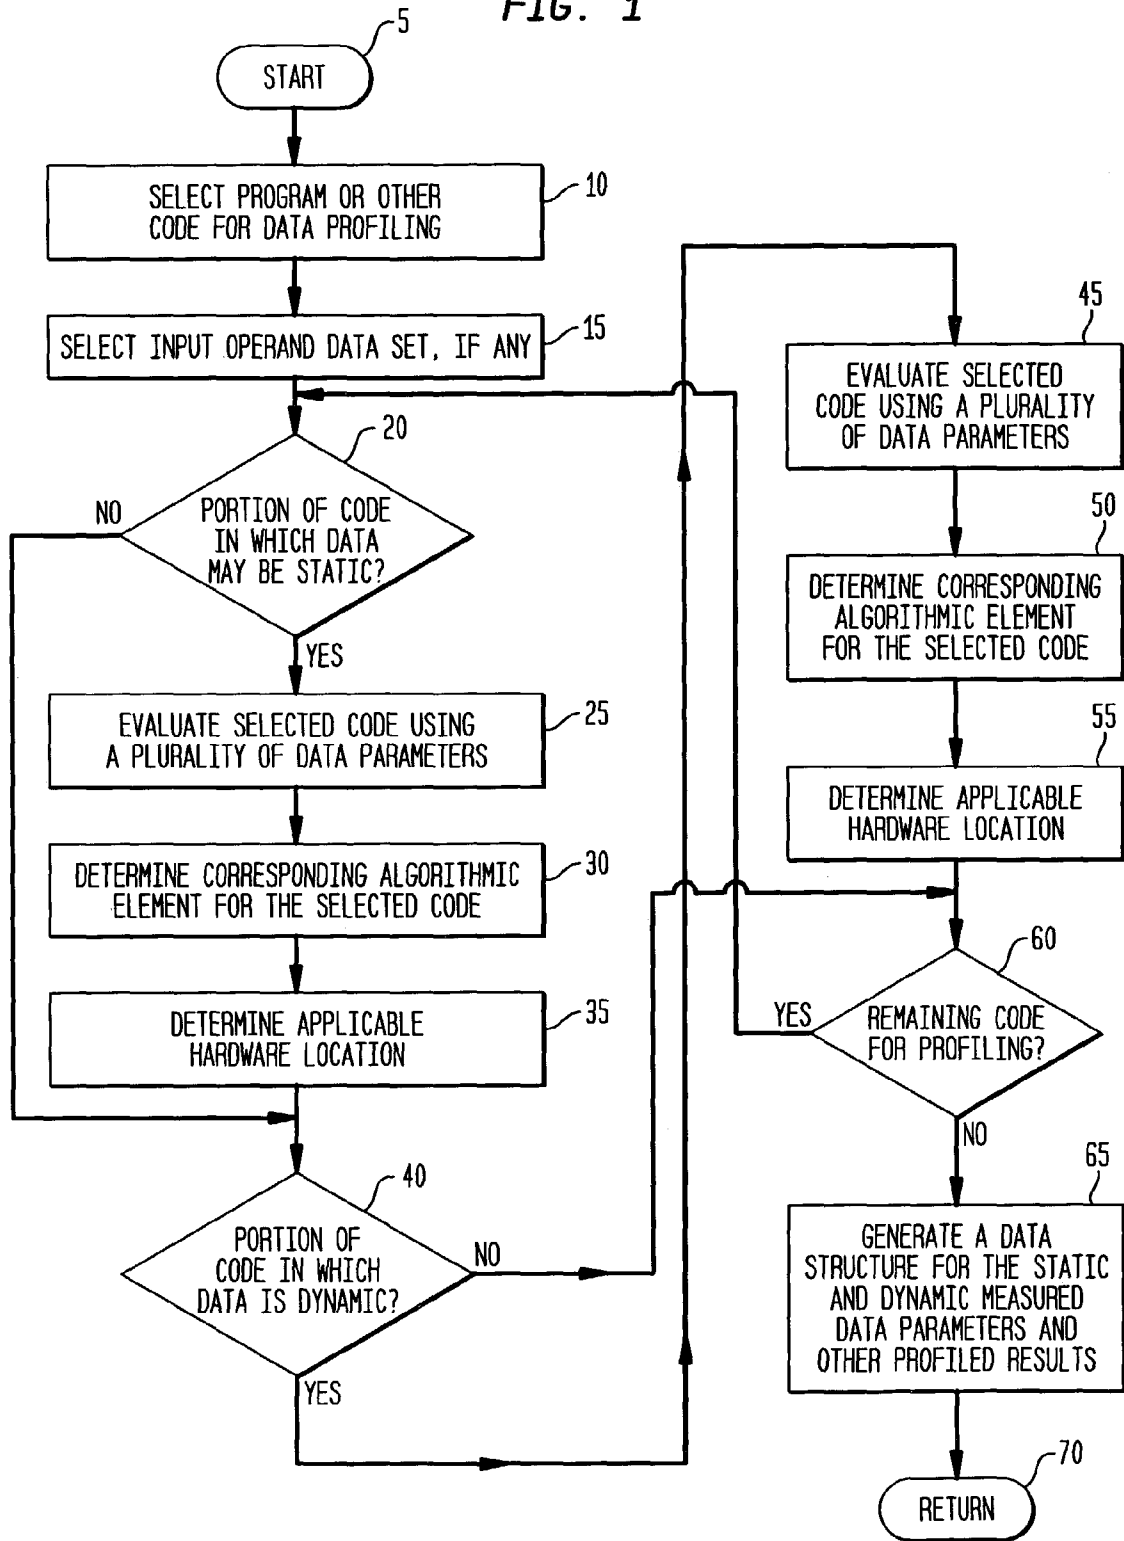 FIG. 1
5
START
10
SELECT PROGRAM OR OTHER
CODE FOR DATA PROFILING
15
SELECT INPUT OPERAND DATA SET, IF ANY
20
PORTION OF CODE
IN WHICH DATA
MAY BE STATIC?
NO
YES
25
EVALUATE SELECTED CODE USING
A PLURALITY OF DATA PARAMETERS
30
DETERMINE CORRESPONDING ALGORITHMIC
ELEMENT FOR THE SELECTED CODE
35
DETERMINE APPLICABLE
HARDWARE LOCATION
40
PORTION OF
CODE IN WHICH
DATA IS DYNAMIC?
NO
YES
45
EVALUATE SELECTED
CODE USING A PLURALITY
OF DATA PARAMETERS
50
DETERMINE CORRESPONDING
ALGORITHMIC ELEMENT
FOR THE SELECTED CODE
55
DETERMINE APPLICABLE
HARDWARE LOCATION
60
REMAINING CODE
FOR PROFILING?
YES
NO
65
GENERATE A DATA
STRUCTURE FOR THE STATIC
AND DYNAMIC MEASURED
DATA PARAMETERS AND
OTHER PROFILED RESULTS
70
RETURN